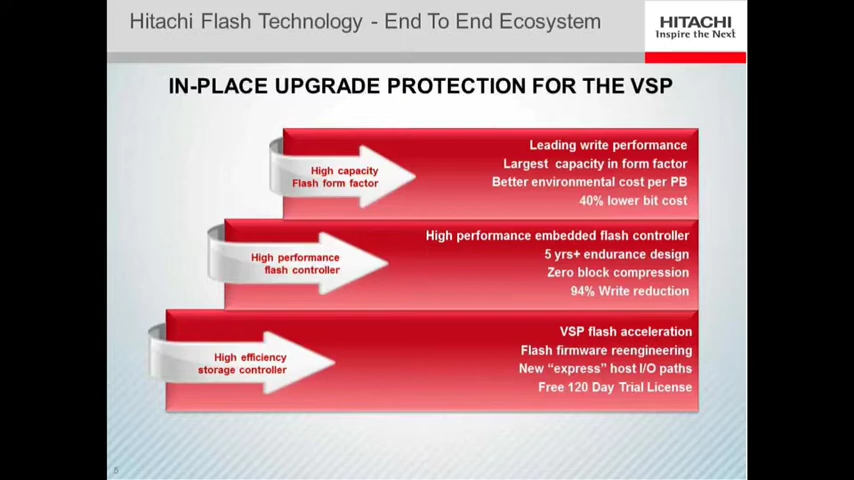 Hitachi Flash Technology - End To End Ecosystem
HITACHI
Inspire the Next
IN-PLACE UPGRADE PROTECTION FOR THE VSP
High capacity
Flash form factor
Leading write performance
Largest capacity in form factor
Better environmental cost per PB
40% lower bit cost
High performance
flash controller
High performance embedded flash controller
5 yrs+ endurance design
Zero block compression
94% Write reduction
High efficiency
storage controller
VSP flash acceleration
Flash firmware reengineering
New “express” host I/O paths
Free 120 Day Trial License
5